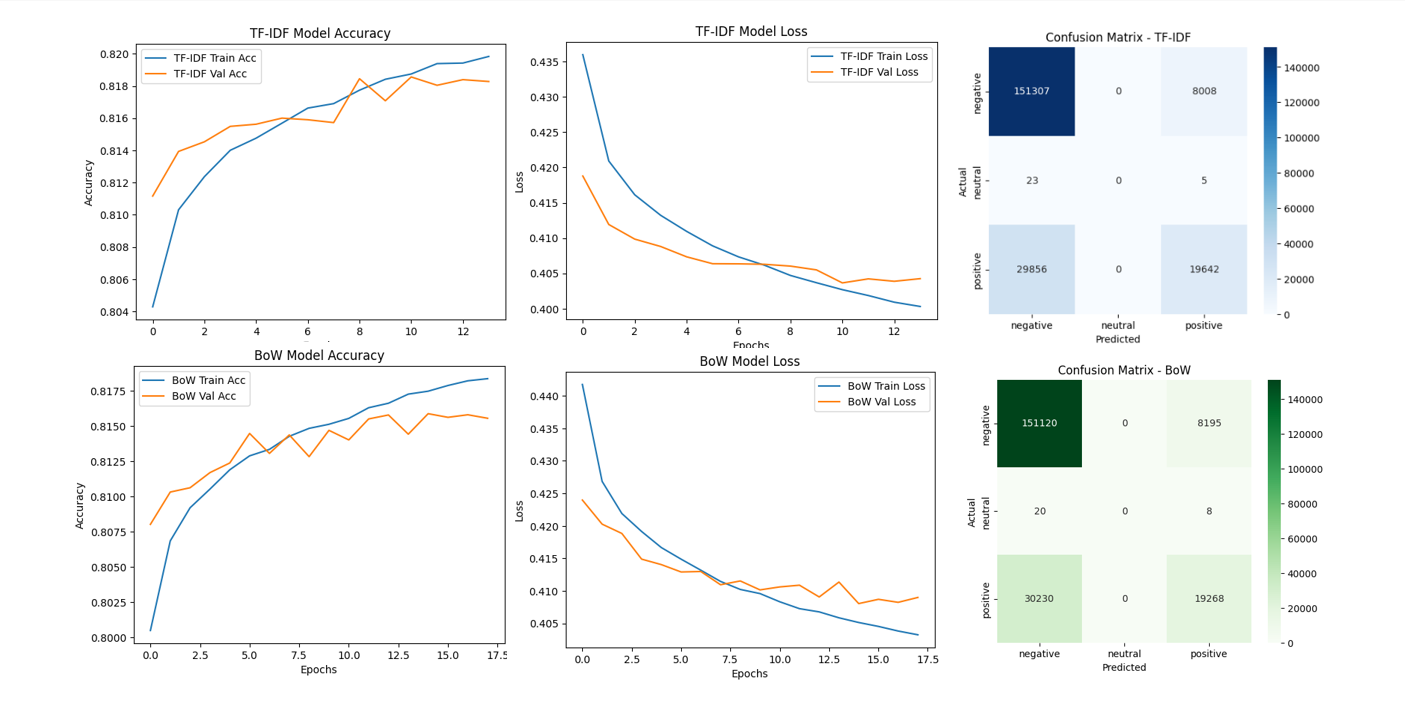 TF-IDF Model Accuracy
TF-IDF Train Acc
TF-IDF Val Acc
0.820
0.818
0.816
0.814
0.812
0.810
0.808
0.806
0.804
Accuracy
0 2 4 6 8 10 12
TF-IDF Model Loss
TF-IDF Train Loss
TF-IDF Val Loss
0.435
0.430
0.425
0.420
0.415
0.410
0.405
0.400
Loss
0 2 4 6 8 10 12
Epochs
Confusion Matrix - TF-IDF
negative
151307 0 8008
Actual
neutral
23 0 5
positive
29856 0 19642
negative neutral positive
Predicted
140000
120000
100000
80000
60000
40000
20000
0
BoW Model Accuracy
BoW Train Acc
BoW Val Acc
0.8175
0.8150
0.8125
0.8100
0.8075
0.8050
0.8025
0.8000
Accuracy
0.0 2.5 5.0 7.5 10.0 12.5 15.0 17.5
Epochs
BoW Model Loss
BoW Train Loss
BoW Val Loss
0.440
0.435
0.430
0.425
0.420
0.415
0.410
0.405
Loss
0.0 2.5 5.0 7.5 10.0 12.5 15.0 17.5
Epochs
Confusion Matrix - BoW
negative
151120 0 8195
Actual
neutral
20 0 8
positive
30230 0 19268
negative neutral positive
Predicted
140000
120000
100000
80000
60000
40000
20000
0